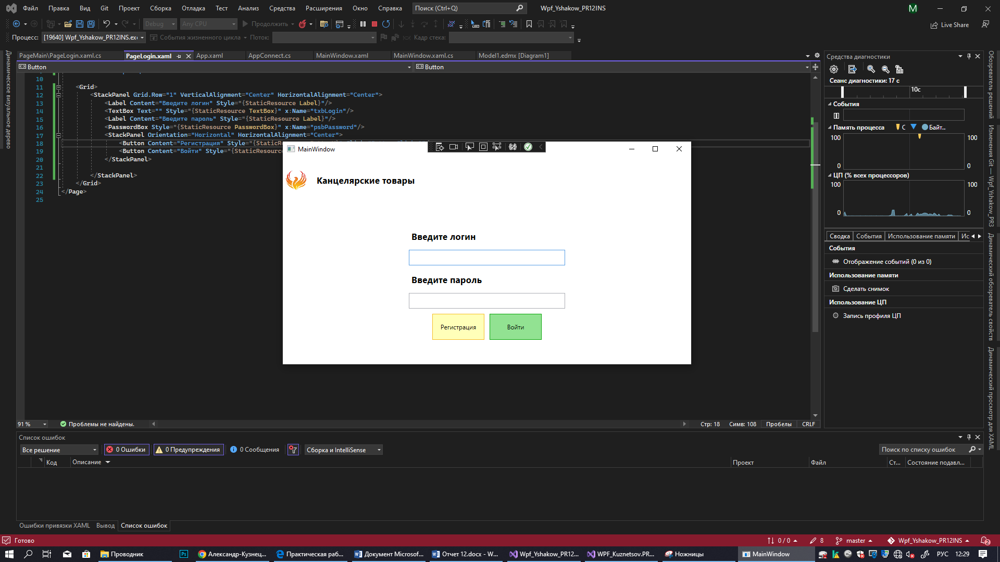 Файл Правка Вид Git Проект Сборка Отладка Тест Анализ Средства Расширения Окно Справка Поиск (Ctrl+Q) Wpf_Yshakow_PR12INS M
Debug Any CPU Продолжить Live Share
Процесс: [19640] Wpf_Yshakow_PR12INS.exe События жизненного цикла Поток: Кадр стека:
PageMain\PageLogin.xaml.cs PageLogin.xaml App.xaml AppConnect.cs MainWindow.xaml MainWindow.xaml.cs Model1.edmx [Diagram1]
Button Button
10
11 <Grid>
12 <StackPanel Grid.Row="1" VerticalAlignment="Center" HorizontalAlignment="Center">
13 <Label Content="Введите логин" Style="{StaticResource Label}"/>
14 <TextBox Text="" Style="{StaticResource TextBox}" x:Name="txbLogin"/>
15 <Label Content="Введите пароль" Style="{StaticResource Label}"/>
16 <PasswordBox Style="{StaticResource PasswordBox}" x:Name="psbPassword"/>
17 <StackPanel Orientation="Horizontal" HorizontalAlignment="Center">
18 <Button Content="Регистрация" Style="{StaticReso
19 <Button Content="Войти" Style="{StaticResourc
20 </StackPanel>
21
22 </StackPanel>
23 </Grid>
24 </Page>
25
MainWindow
Канцелярские товары
Введите логин
Введите пароль
Регистрация Войти
91 % Проблемы не найдены. Стр: 18 Симв: 108 Пробелы CRLF
Динамическое визуальное дерево
Средства диагностики
Сеанс диагностики: 17 с
10с
События
Память процесса С Байт...
100 100
0 0
ЦП (% всех процессоров)
100 100
0 0
Сводка События Использование памяти Ис
События
Отображение событий (0 из 0)
Использование памяти
Сделать снимок
Использование ЦП
Запись профиля ЦП
Обозреватель решений
Изменения Git — Wpf_Yshakow_PR3
Динамический обозреватель свойств
Динамический просмотр для XAML
Список ошибок
Все решение 0 Ошибки 0 Предупреждения 0 Сообщения Сборка и IntelliSense Поиск по списку ошибок
Код Описание Проект Файл Ст... Состояние подавл...
Ошибки привязки XAML Вывод Список ошибок
Готово 0 / 0 8 master Wpf_Yshakow_PR12INS 2
Проводник Ps Александр-Кузнец... Практическая раб... Документ Microsof... Отчет 12.docx - W... Wpf_Yshakow_PR12... WPF_Kuznetsov.PR... Ножницы MainWindow РУС 12:29